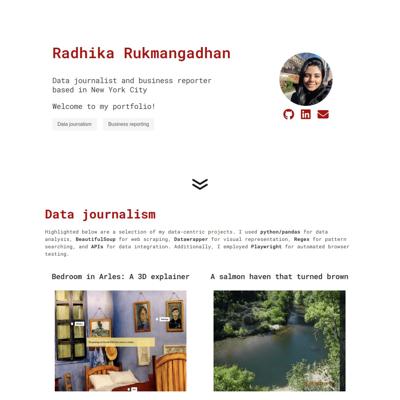 Radhika Rukmangadhan
Data journalist and business reporter
based in New York City
Welcome to my portfolio!
Data journalism
Business reporting
Data journalism
Highlighted below are a selection of my data-centric projects. I used python/pandas for data
analysis, BeautifulSoup for web scraping, Datawrapper for visual representation, Regex for pattern
searching, and APIs for data integration. Additionally, I employed Playwright for automated browser
testing.
Bedroom in Arles: A 3D explainer
A salmon haven that turned brown